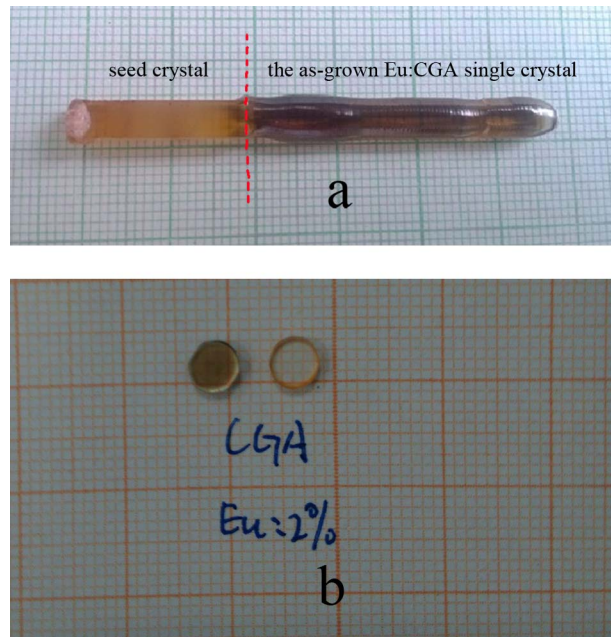 seed crystal
the as-grown Eu:CGA single crystal
a
CGA
Eu:2%
b